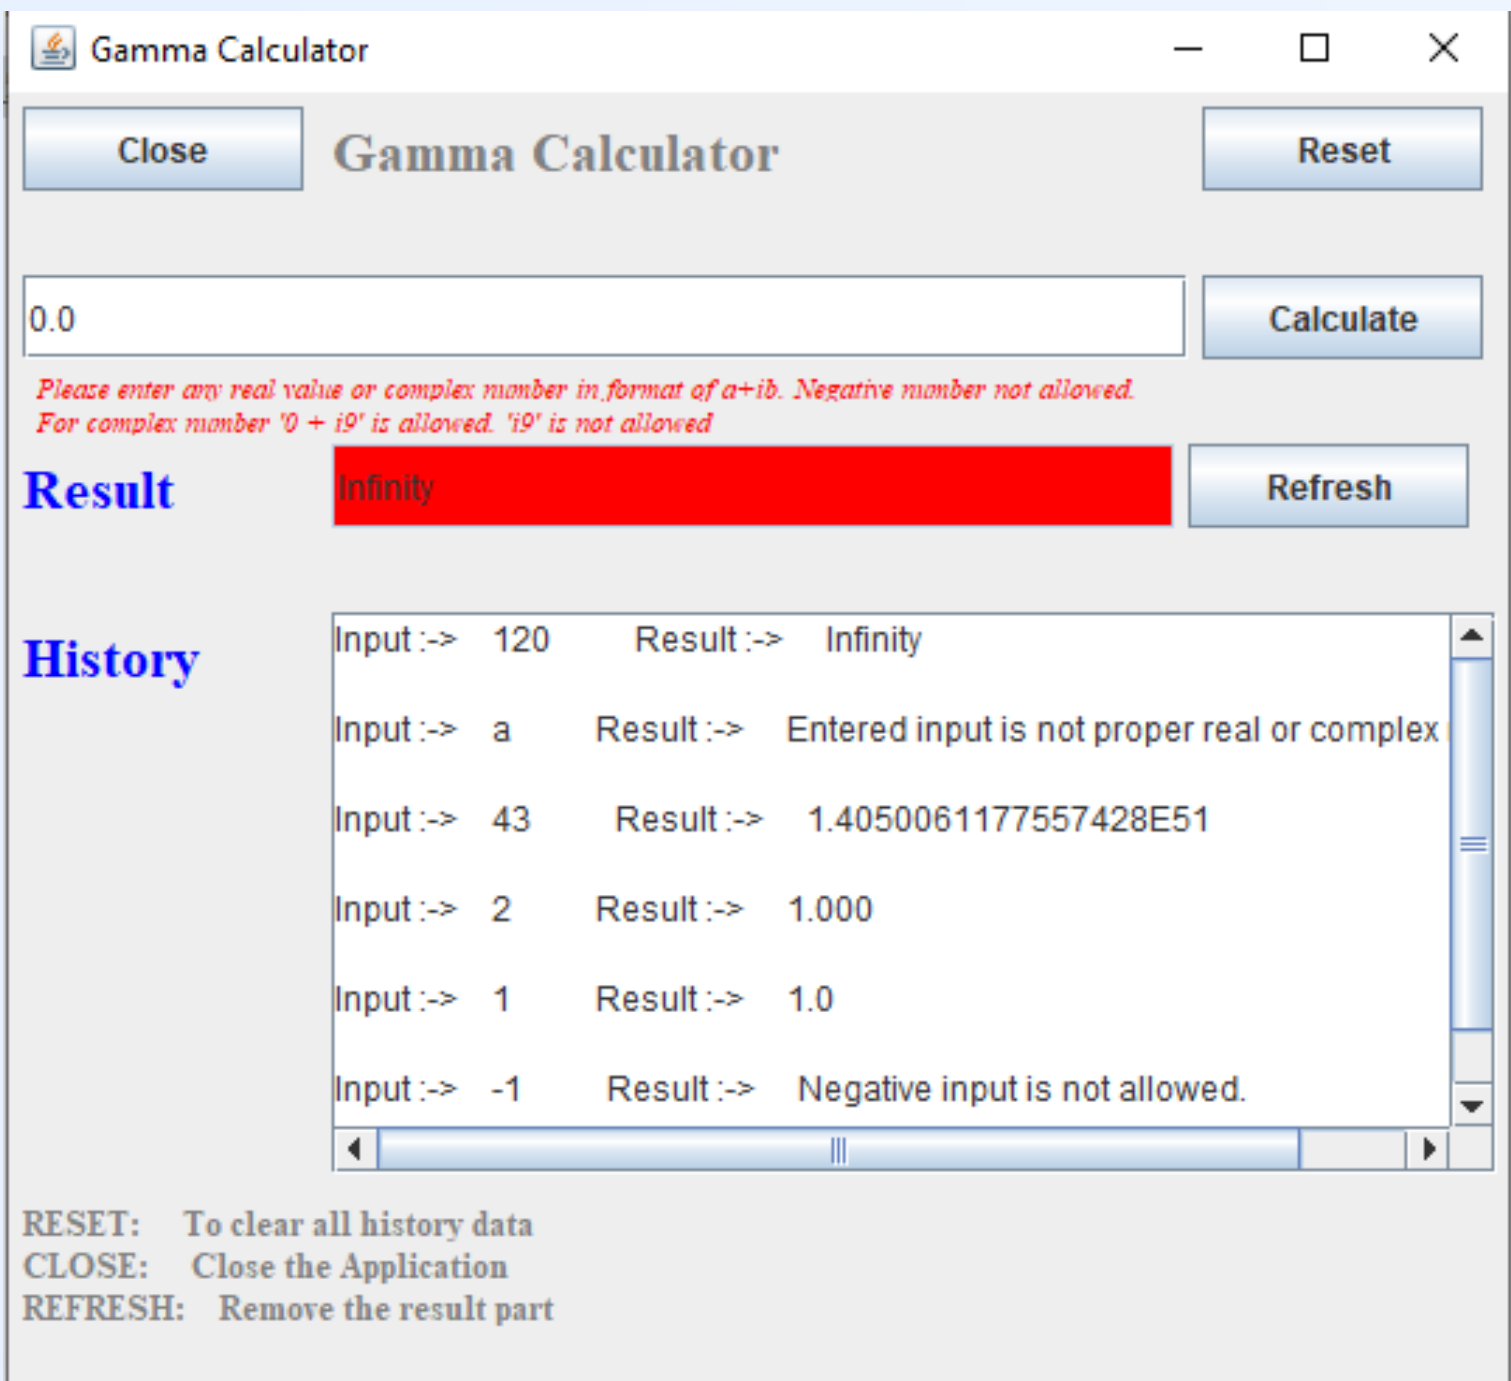 Gamma Calculator
Close Gamma Calculator Reset
0.0 Calculate
Please enter any real value or complex number in format of a+ib. Negative number not allowed.
For complex number '0 + i9' is allowed. 'i9' is not allowed
Result Infinity Refresh
History
Input :-> 120 Result :-> Infinity
Input :-> a Result :-> Entered input is not proper real or complex
Input :-> 43 Result :-> 1.4050061177557428E51
Input :-> 2 Result :-> 1.000
Input :-> 1 Result :-> 1.0
Input :-> -1 Result :-> Negative input is not allowed.
RESET: To clear all history data
CLOSE: Close the Application
REFRESH: Remove the result part